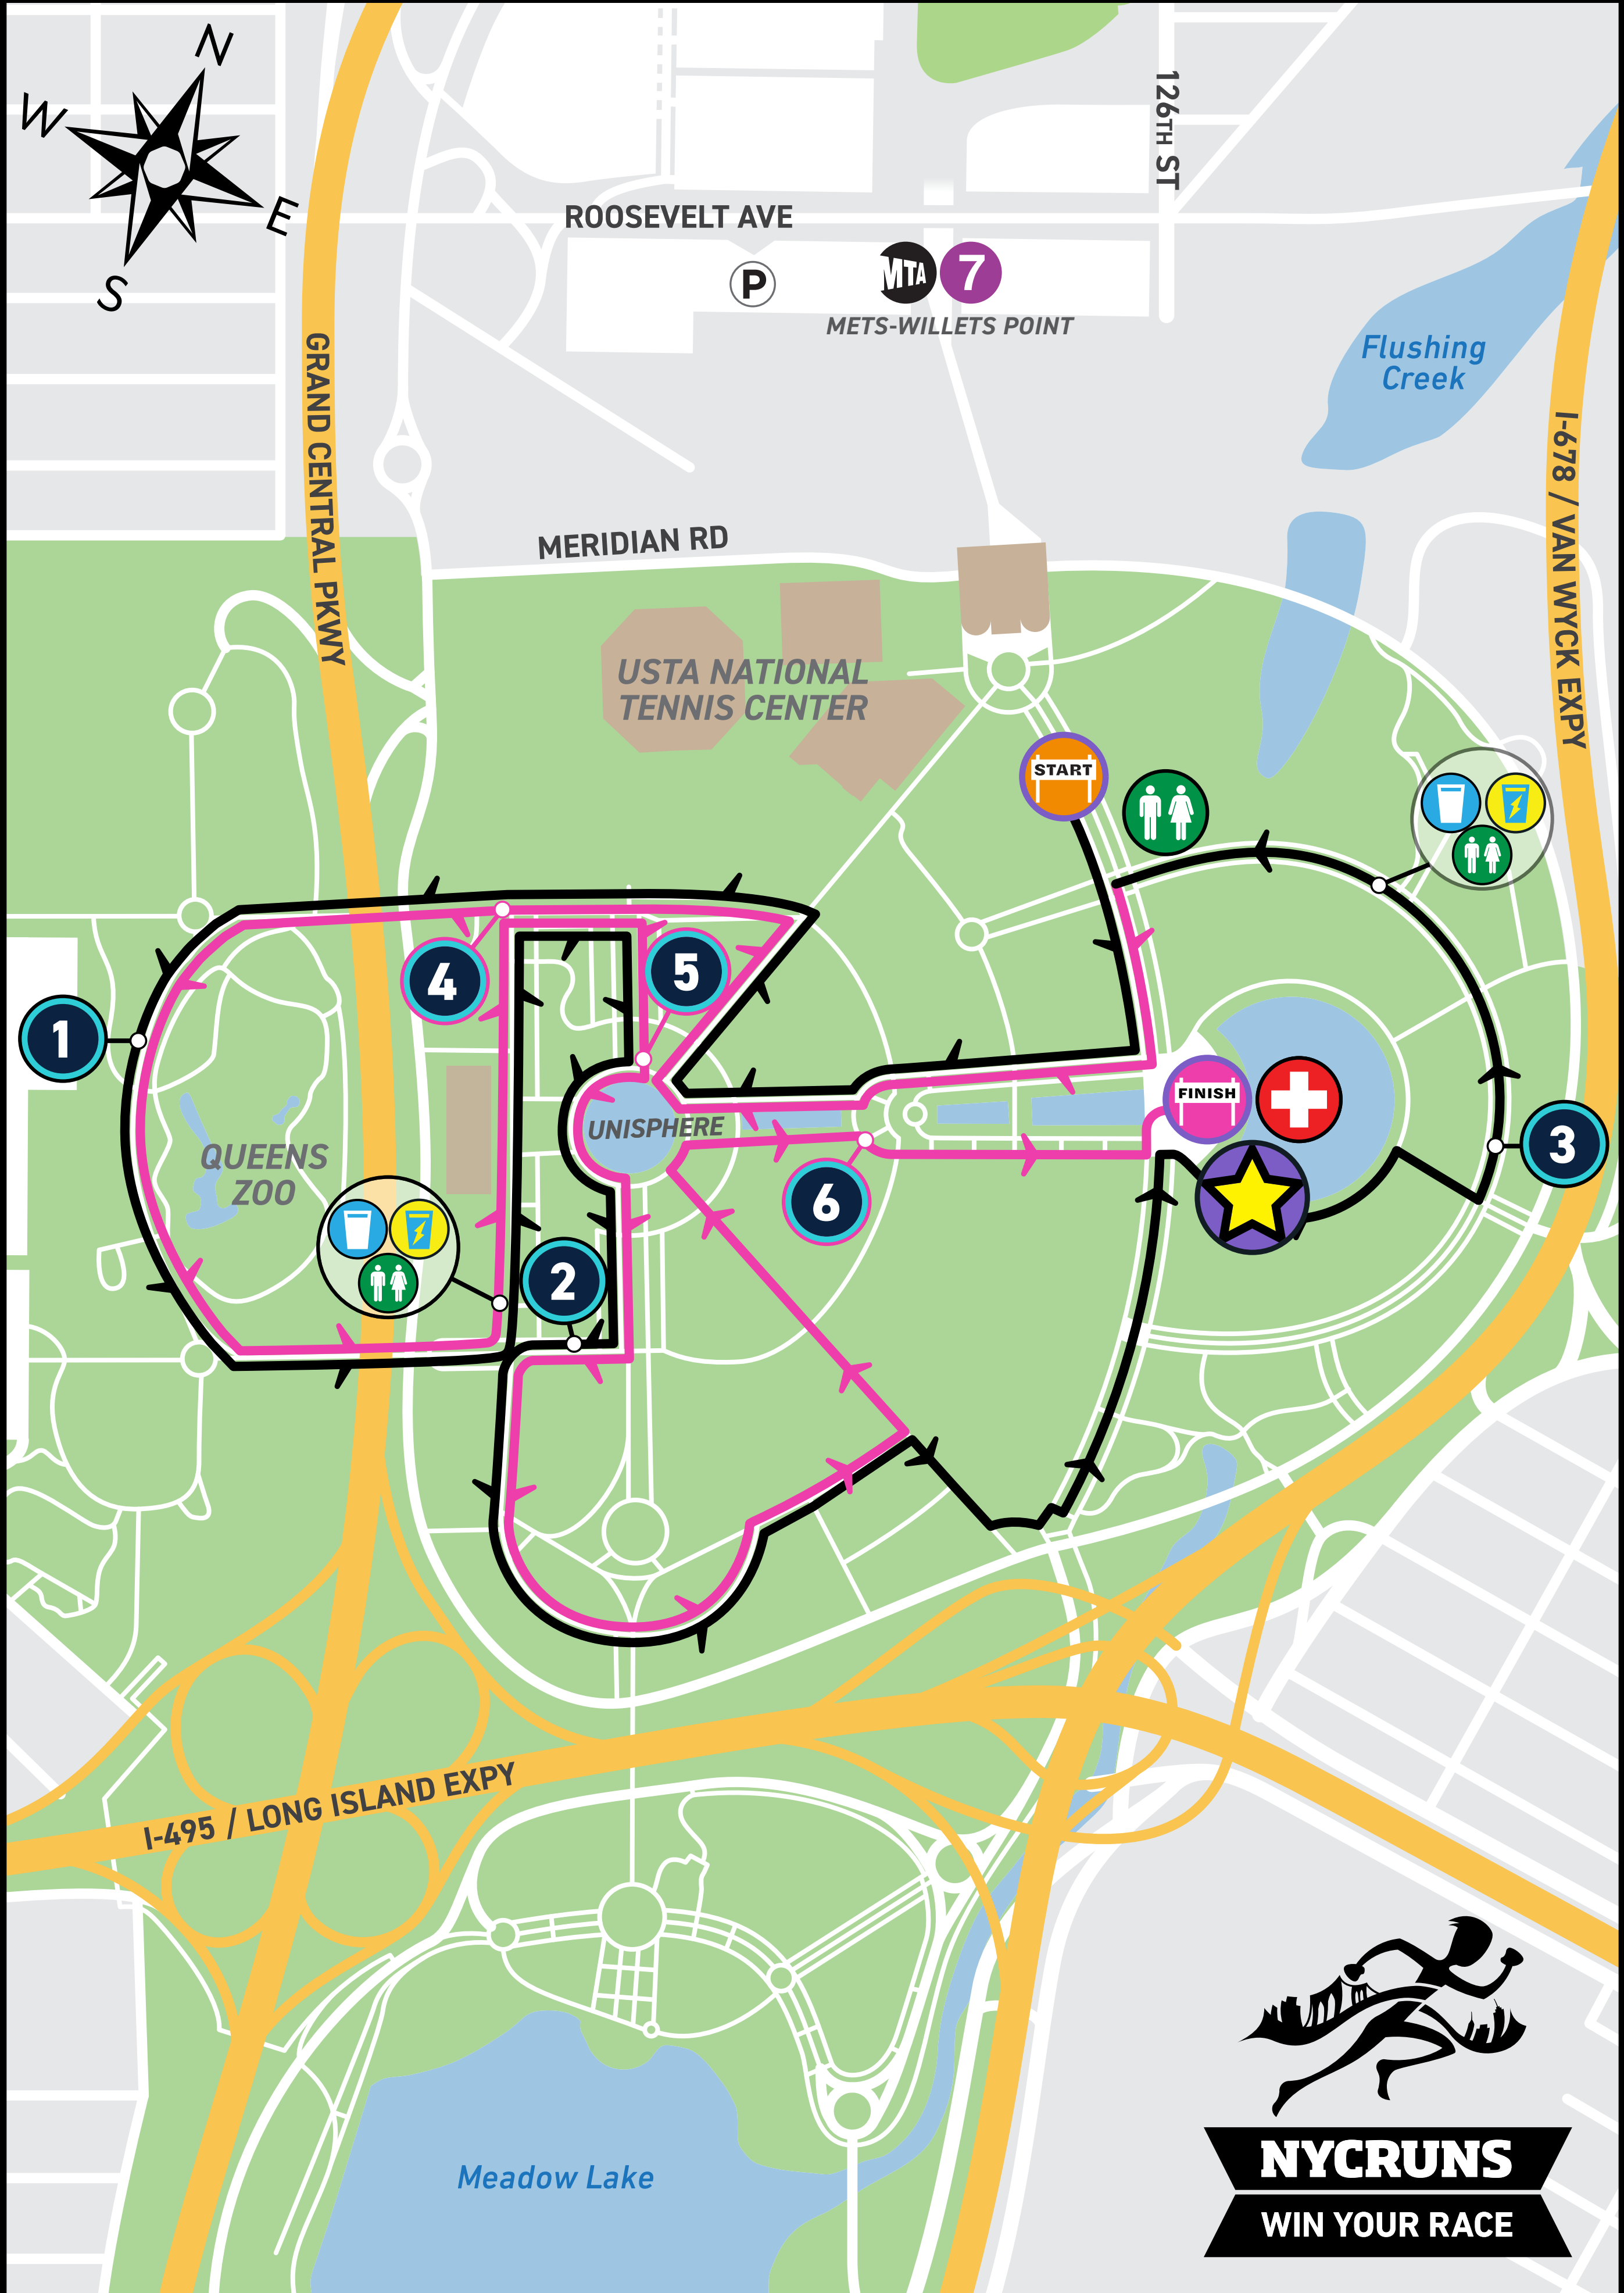 N
W
E
S
126TH ST
ROOSEVELT AVE
P
MTA 7
METS-WILLETS POINT
Flushing
Creek
GRAND CENTRAL PKWY
I-678 / VAN WYCK EXPY
MERIDIAN RD
USTA NATIONAL
TENNIS CENTER
START
4
5
1
FINISH
UNISPHERE
3
QUEENS
ZOO
6
2
I-495 / LONG ISLAND EXPY
Meadow Lake
NYCRUNS
WIN YOUR RACE